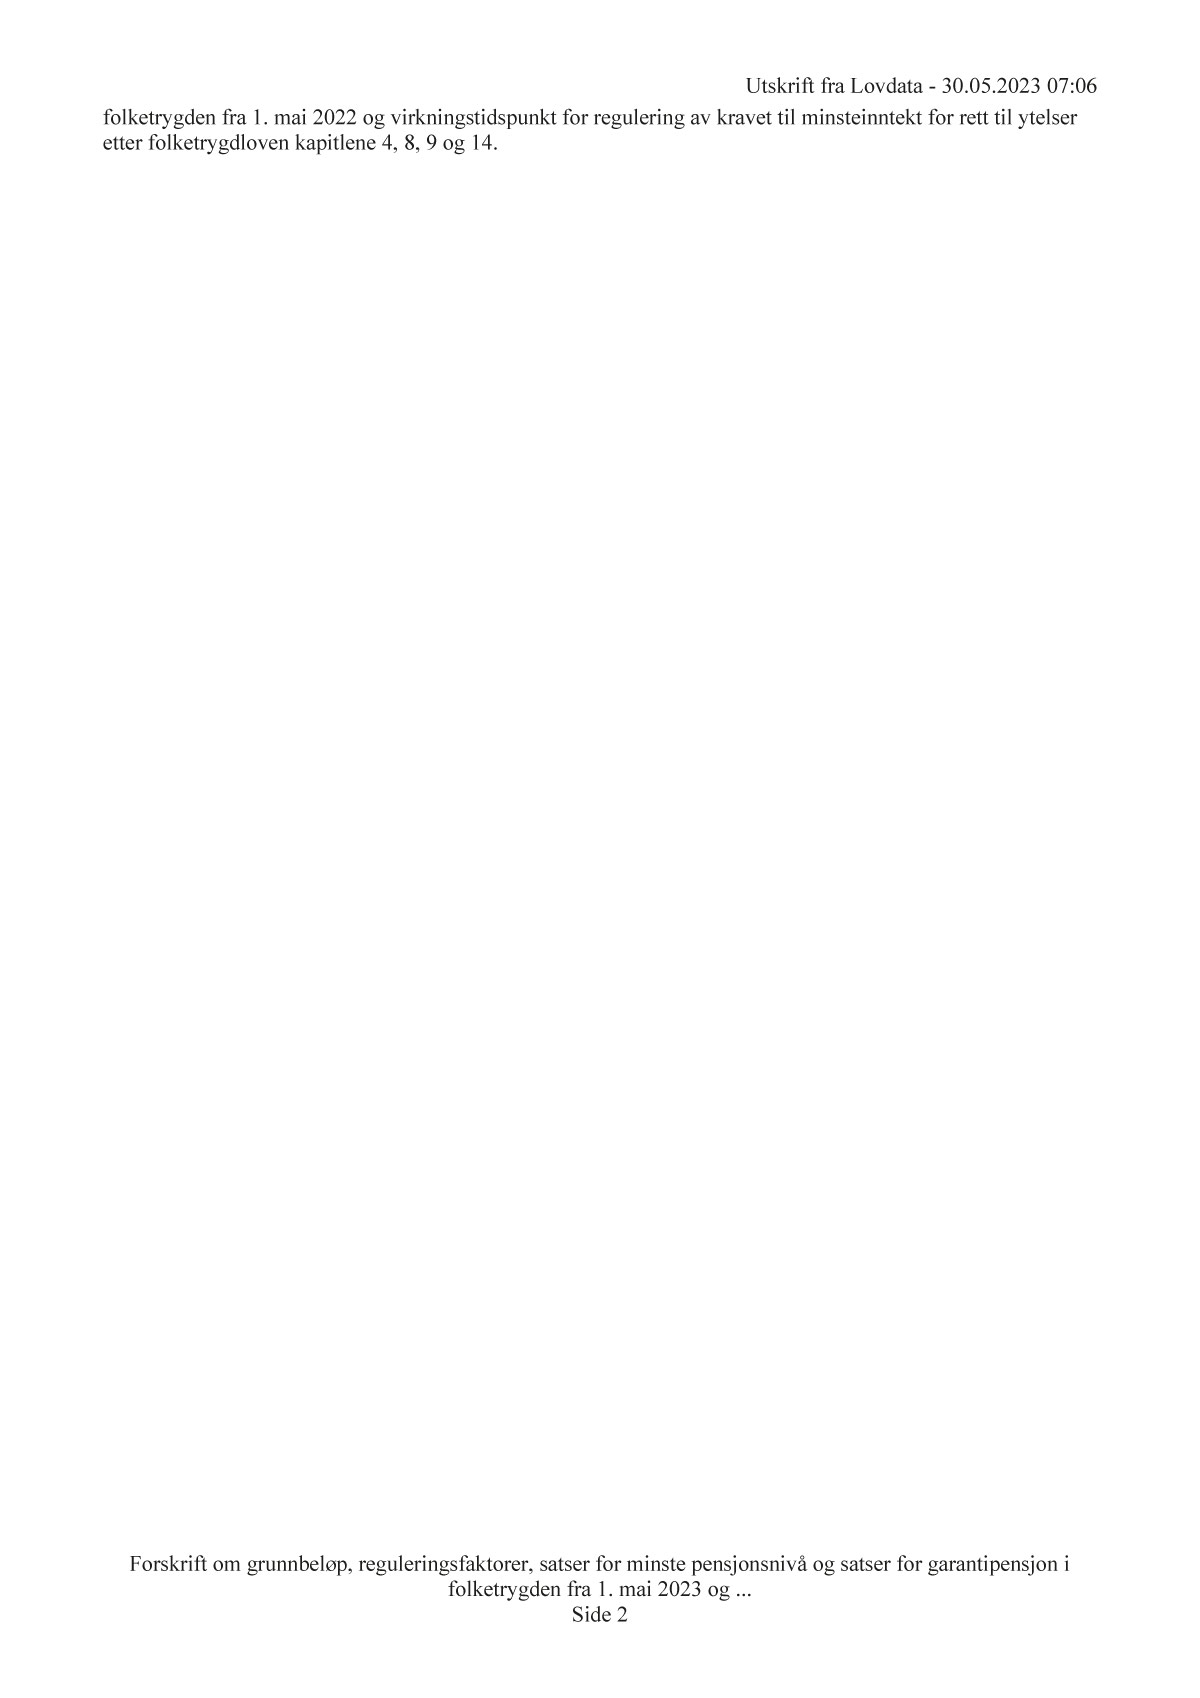 Utskrift fra Lovdata - 30.05.2023 07:06
folketrygden fra 1. mai 2022 og virkningstidspunkt for regulering av kravet til minsteinntekt for rett til ytelser
etter folketrygdloven kapitlene 4, 8, 9 og 14.
Forskrift om grunnbeløp, reguleringsfaktorer, satser for minste pensjonsnivå og satser for garantipensjon i
folketrygden fra 1. mai 2023 og ...
Side 2